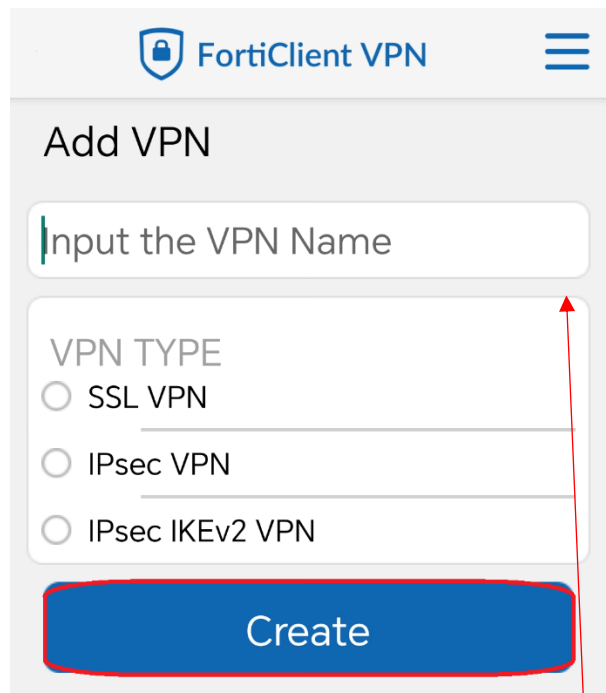 FortiClient VPN
Add VPN
Input the VPN Name
VPN TYPE
SSL VPN
IPsec VPN
IPsec IKEv2 VPN
Create